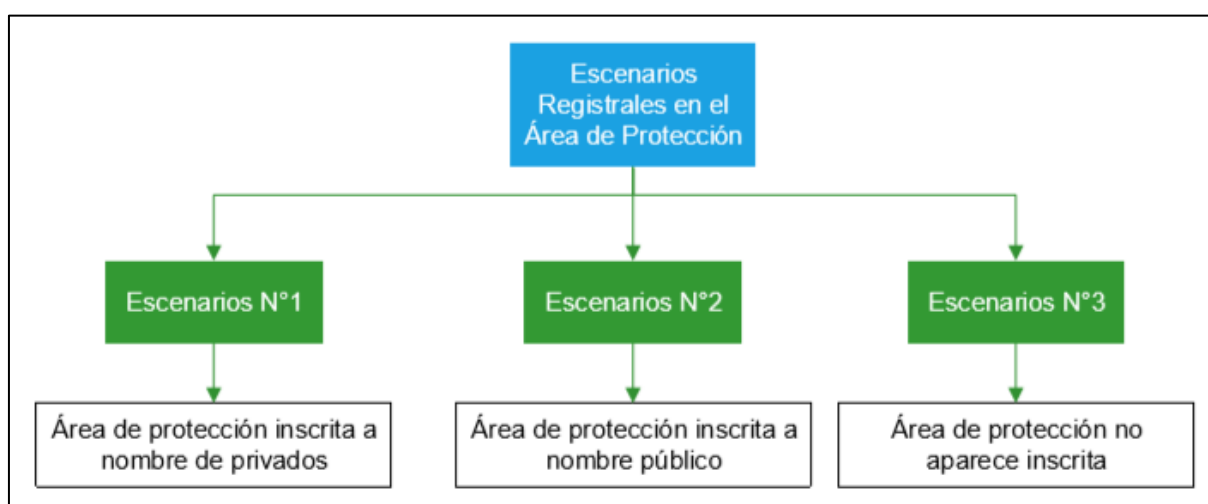 Escenarios
Registrales en el
Área de Protección
Escenarios N°1
Escenarios N°2
Escenarios N°3
Área de protección inscrita a
nombre de privados
Área de protección inscrita a
nombre público
Área de protección no
aparece inscrita